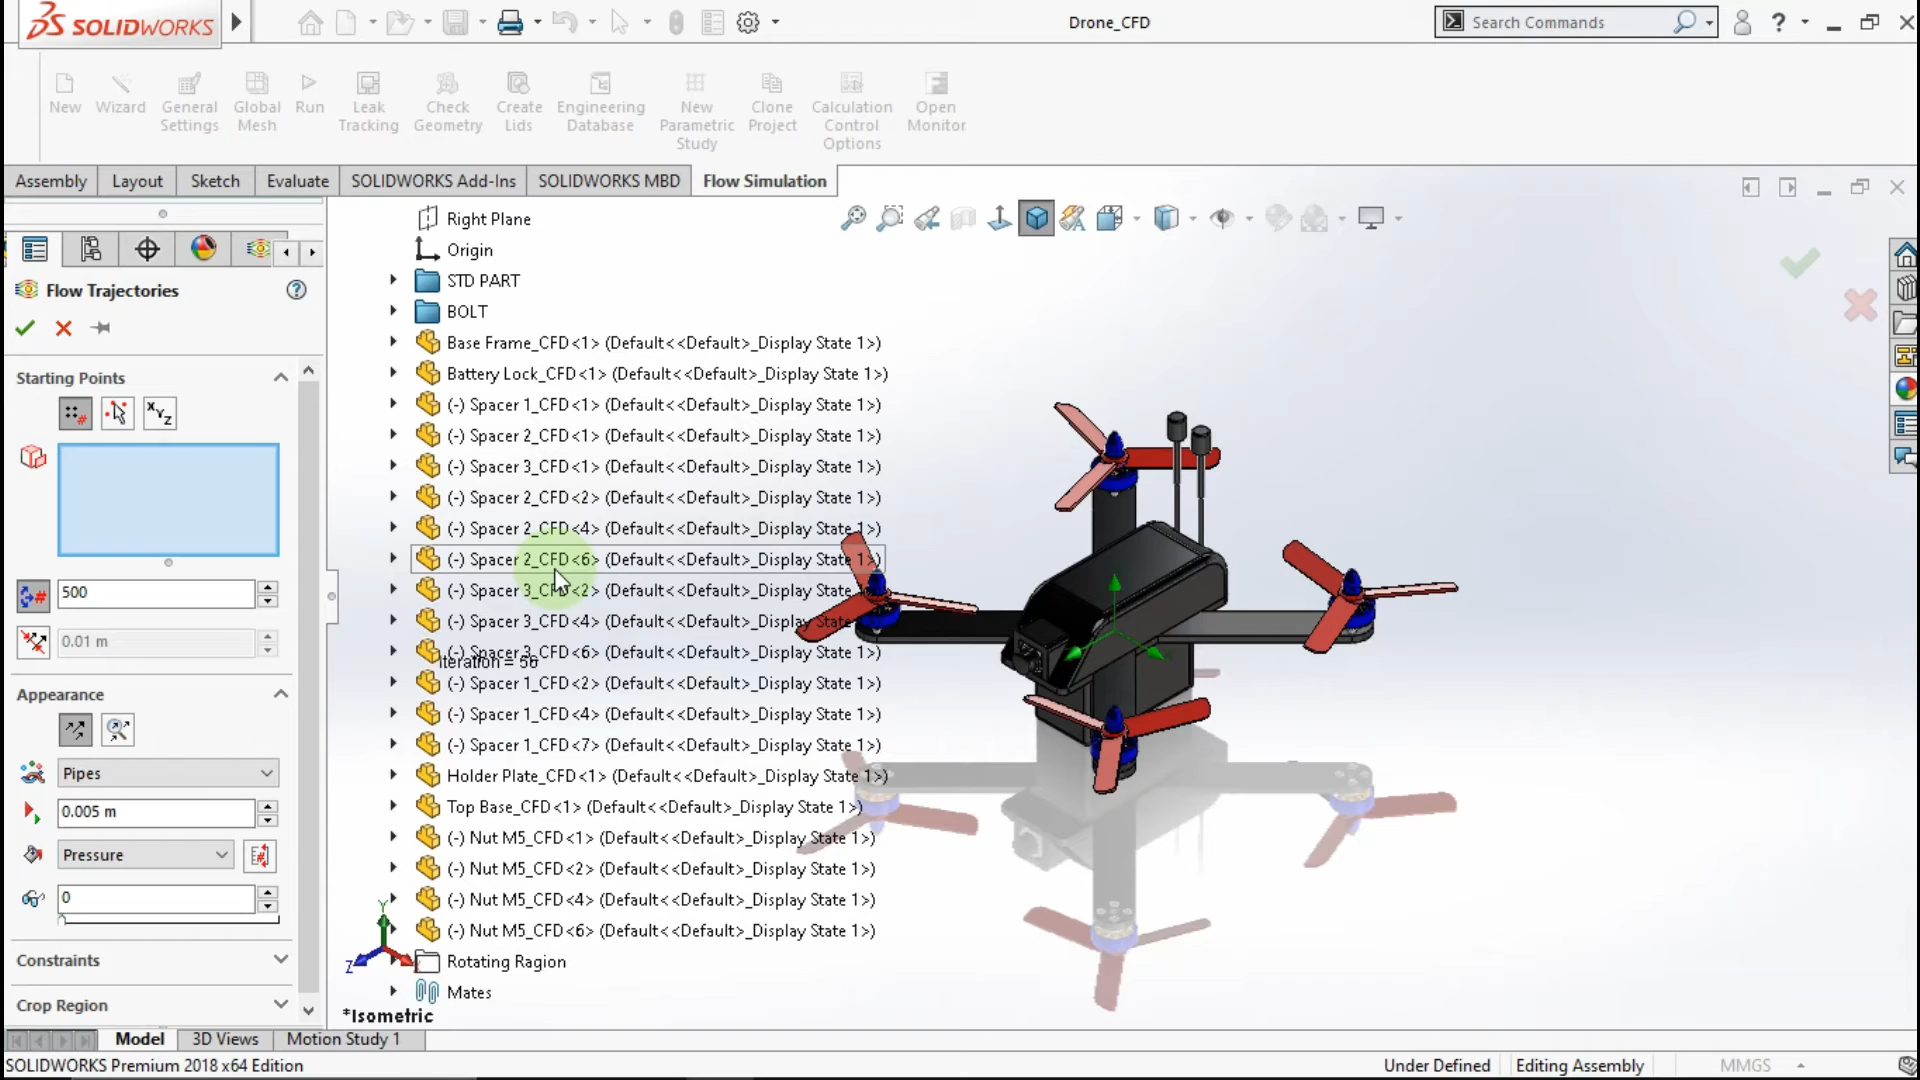 SOLIDWORKS
Drone_CFD
Search Commands
New
Wizard
General Settings
Global Mesh
Run
Leak Tracking
Check Geometry
Create Lids
Engineering Database
New Parametric Study
Clone Project
Calculation Control Options
Open Monitor
Assembly
Layout
Sketch
Evaluate
SOLIDWORKS Add-Ins
SOLIDWORKS MBD
Flow Simulation
Flow Trajectories
Starting Points
500
0.01 m
Appearance
Pipes
0.005 m
Pressure
0
Constraints
Crop Region
Right Plane
Origin
STD PART
BOLT
Base Frame_CFD<1> (Default<<Default>_Display State 1>)
Battery Lock_CFD<1> (Default<<Default>_Display State 1>)
(-) Spacer 1_CFD<1> (Default<<Default>_Display State 1>)
(-) Spacer 2_CFD<1> (Default<<Default>_Display State 1>)
(-) Spacer 3_CFD<1> (Default<<Default>_Display State 1>)
(-) Spacer 2_CFD<2> (Default<<Default>_Display State 1>)
(-) Spacer 2_CFD<4> (Default<<Default>_Display State 1>)
(-) Spacer 2_CFD<6> (Default<<Default>_Display State 1>)
(-) Spacer 3_CFD<2> (Default<<Default>_Display State 1>)
(-) Spacer 3_CFD<4> (Default<<Default>_Display State 1>)
(-) Spacer 3_CFD<6> (Default<<Default>_Display State 1>)
Iteration = 56
(-) Spacer 1_CFD<2> (Default<<Default>_Display State 1>)
(-) Spacer 1_CFD<4> (Default<<Default>_Display State 1>)
(-) Spacer 1_CFD<7> (Default<<Default>_Display State 1>)
Holder Plate_CFD<1> (Default<<Default>_Display State 1>)
Top Base_CFD<1> (Default<<Default>_Display State 1>)
(-) Nut M5_CFD<1> (Default<<Default>_Display State 1>)
(-) Nut M5_CFD<2> (Default<<Default>_Display State 1>)
(-) Nut M5_CFD<4> (Default<<Default>_Display State 1>)
(-) Nut M5_CFD<6> (Default<<Default>_Display State 1>)
Rotating Ragion
Mates
Y
Z
*Isometric
Model
3D Views
Motion Study 1
SOLIDWORKS Premium 2018 x64 Edition
Under Defined
Editing Assembly
MMGS